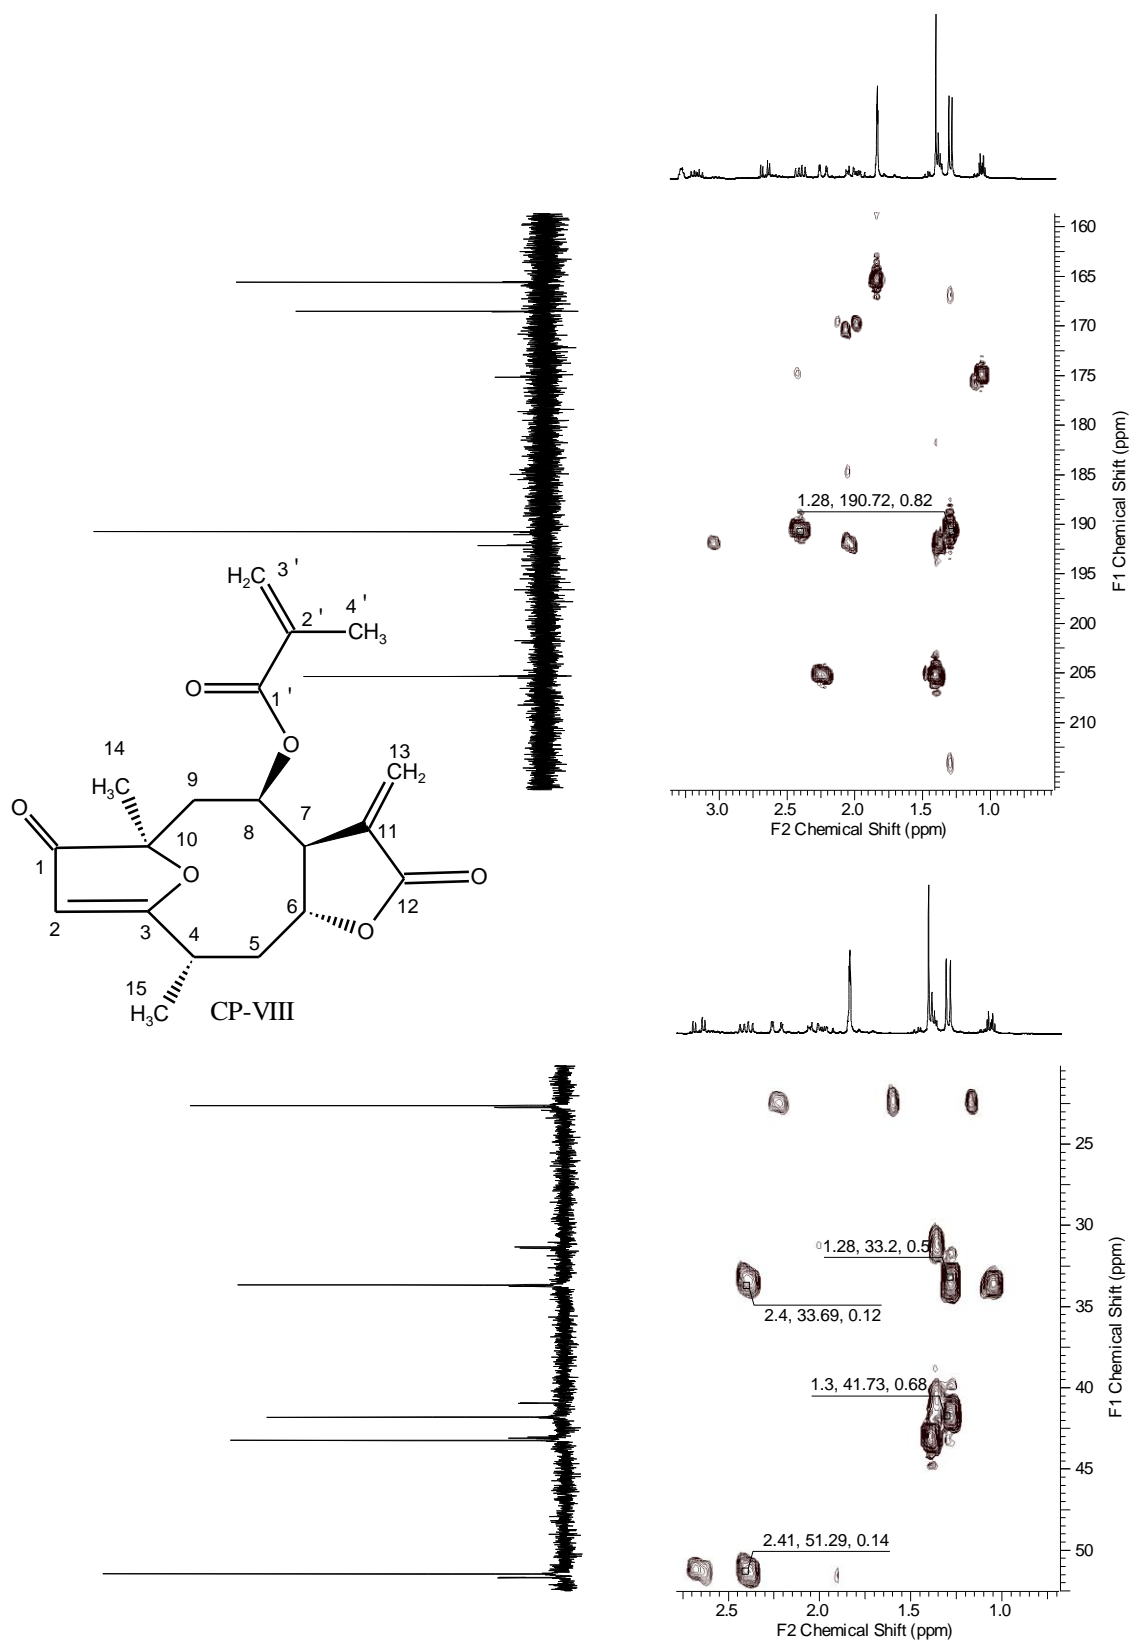 160
165
170
175
180
185
1.28, 190.72, 0.82
190
195
200
205
210
F1 Chemical Shift (ppm)
3.0 2.5 2.0 1.5 1.0
F2 Chemical Shift (ppm)
H₂C 3 '
2 ' 4 '
CH₃
O
1 '
14 O 13
H₃C 9 CH₂
O 10 8 7 11
1 O O
2 3 4 5 6 O 12
15
H₃C CP-VIII
25
30
1.28, 33.2, 0.5
35
2.4, 33.69, 0.12
1.3, 41.73, 0.68
40
45
2.41, 51.29, 0.14
50
F1 Chemical Shift (ppm)
2.5 2.0 1.5 1.0
F2 Chemical Shift (ppm)